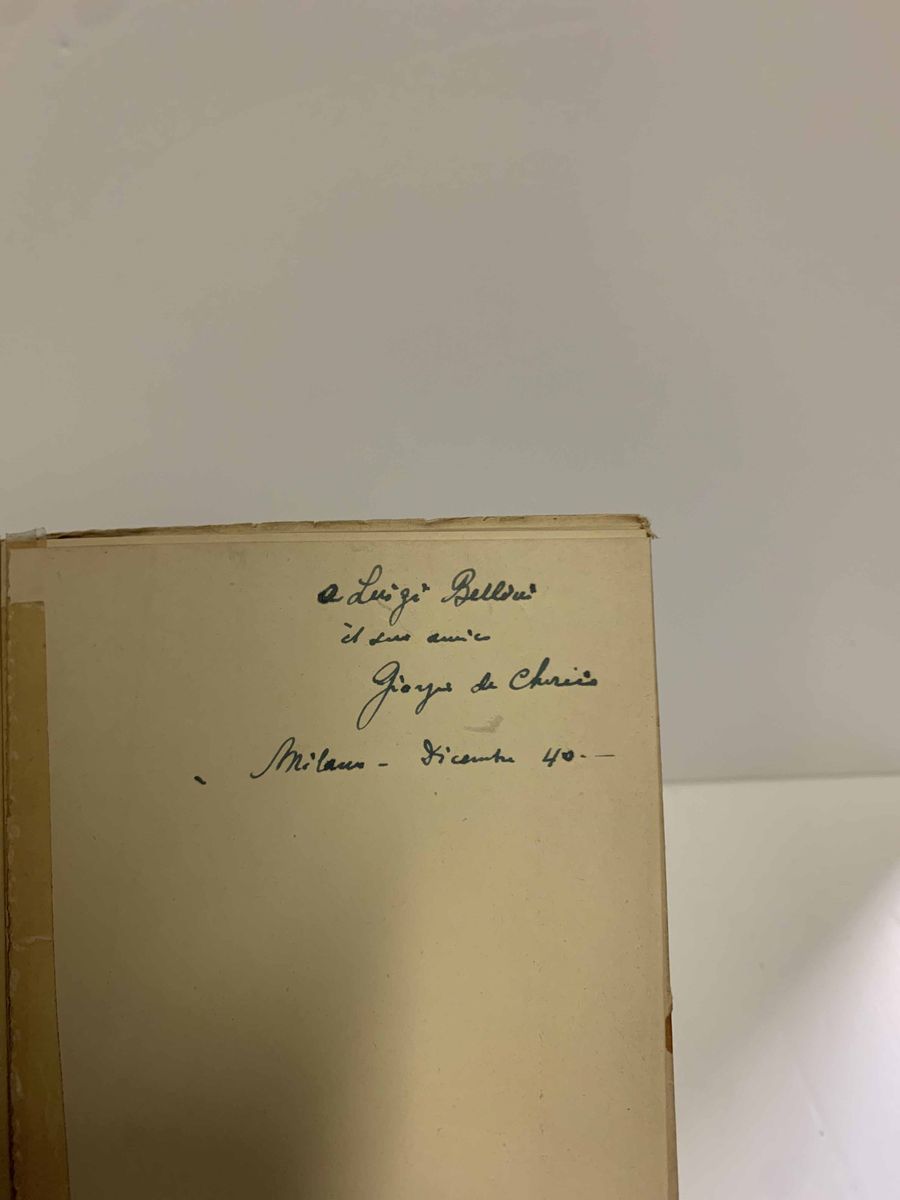 a Luigi Bellini
il suo amico
Giorgio de Chirico
Milano - Dicembre 40.—